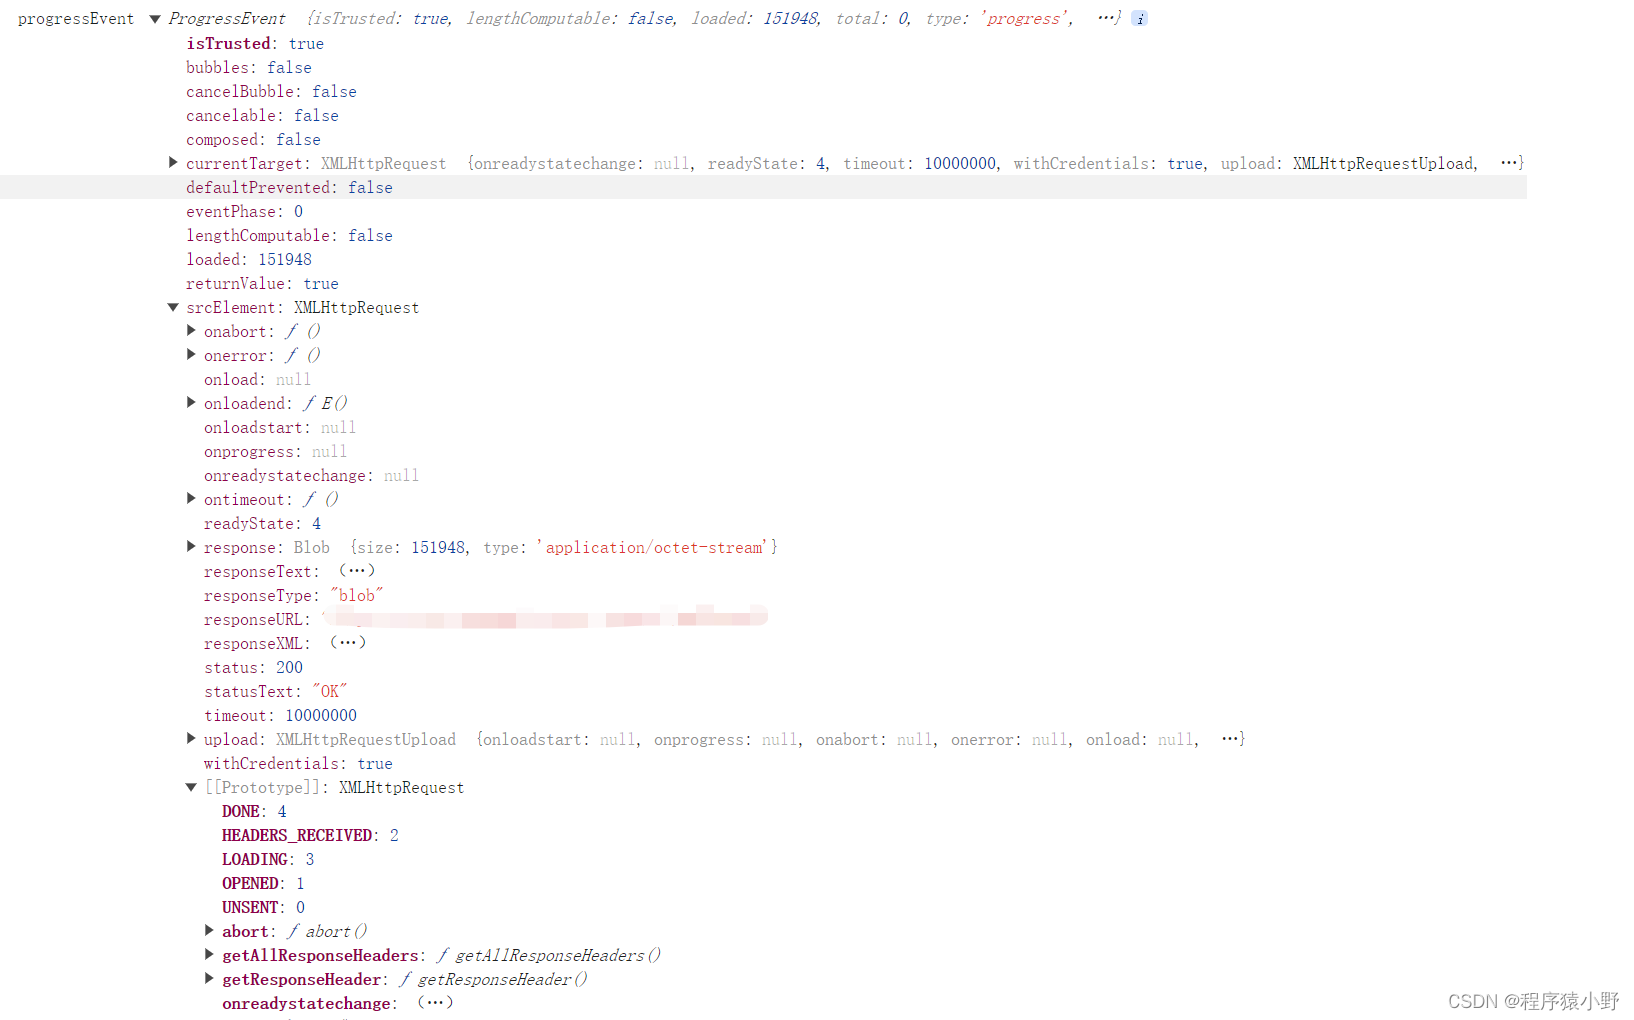 progressEvent ▼ ProgressEvent {isTrusted: true, lengthComputable: false, loaded: 151948, total: 0, type: 'progress', …} i
isTrusted: true
bubbles: false
cancelBubble: false
cancelable: false
composed: false
▶ currentTarget: XMLHttpRequest {onreadystatechange: null, readyState: 4, timeout: 10000000, withCredentials: true, upload: XMLHttpRequestUpload, …}
defaultPrevented: false
eventPhase: 0
lengthComputable: false
loaded: 151948
returnValue: true
▼ srcElement: XMLHttpRequest
▶ onabort: ƒ ()
▶ onerror: ƒ ()
onload: null
▶ onloadend: ƒ E()
onloadstart: null
onprogress: null
onreadystatechange: null
▶ ontimeout: ƒ ()
readyState: 4
▶ response: Blob {size: 151948, type: 'application/octet-stream'}
responseText: (…)
responseType: "blob"
responseURL:
responseXML: (…)
status: 200
statusText: "OK"
timeout: 10000000
▶ upload: XMLHttpRequestUpload {onloadstart: null, onprogress: null, onabort: null, onerror: null, onload: null, …}
withCredentials: true
▼ [[Prototype]]: XMLHttpRequest
DONE: 4
HEADERS_RECEIVED: 2
LOADING: 3
OPENED: 1
UNSENT: 0
▶ abort: ƒ abort()
▶ getAllResponseHeaders: ƒ getAllResponseHeaders()
▶ getResponseHeader: ƒ getResponseHeader()
onreadystatechange: (…)
CSDN @程序猿小野